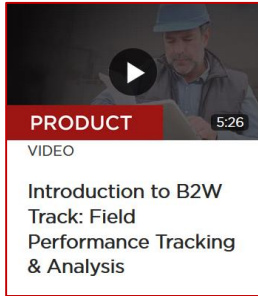 PRODUCT
5:26
VIDEO
Introduction to B2W
Track: Field
Performance Tracking
& Analysis